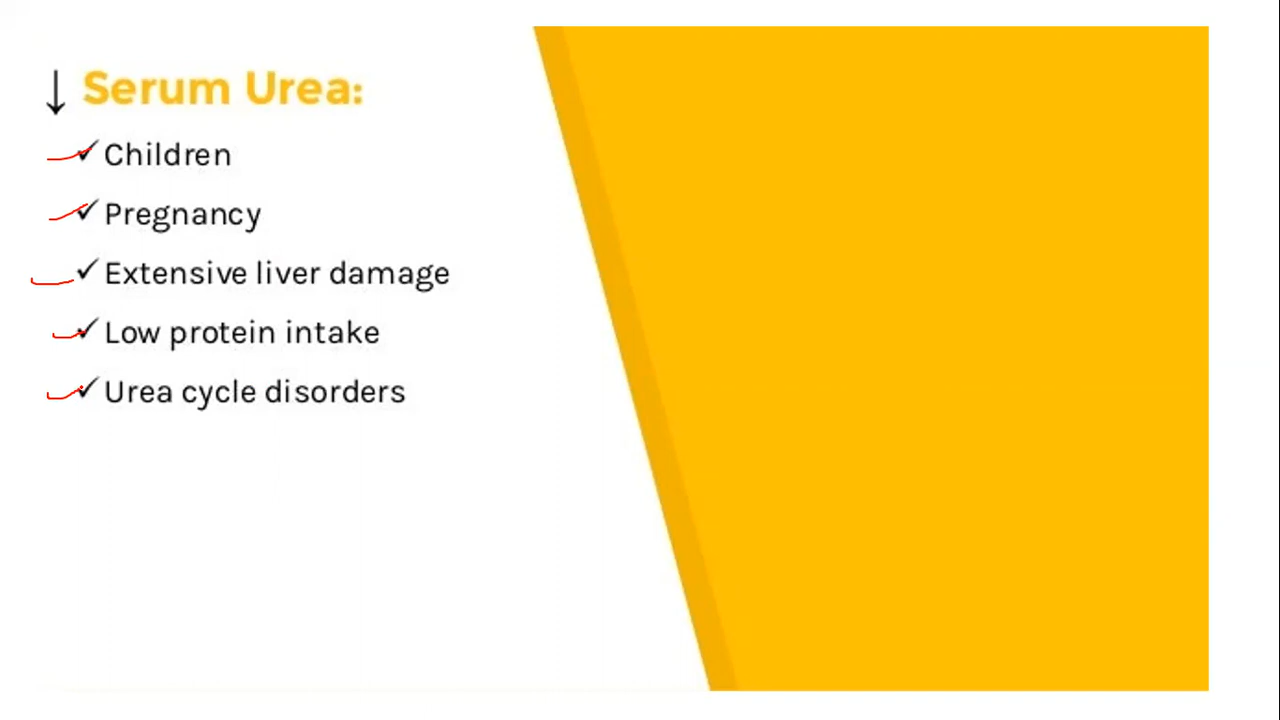 ↓ Serum Urea:
✓ Children
✓ Pregnancy
✓ Extensive liver damage
✓ Low protein intake
✓ Urea cycle disorders